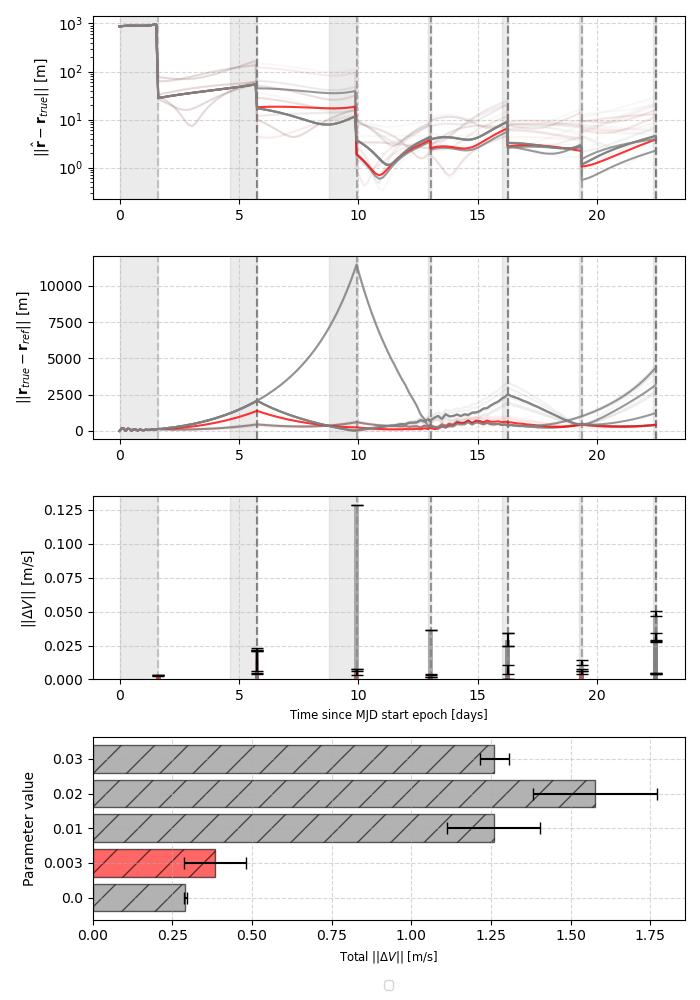 10³
10²
10¹
10⁰
||r̂ − r_true|| [m]
0 5 10 15 20
10000
7500
5000
2500
0
||r_true − r_ref|| [m]
0 5 10 15 20
0.125
0.100
0.075
0.050
0.025
0.000
||ΔV|| [m/s]
0 5 10 15 20
Time since MJD start epoch [days]
0.03
0.02
0.01
0.003
0.0
Parameter value
0.00 0.25 0.50 0.75 1.00 1.25 1.50 1.75
Total ||ΔV|| [m/s]